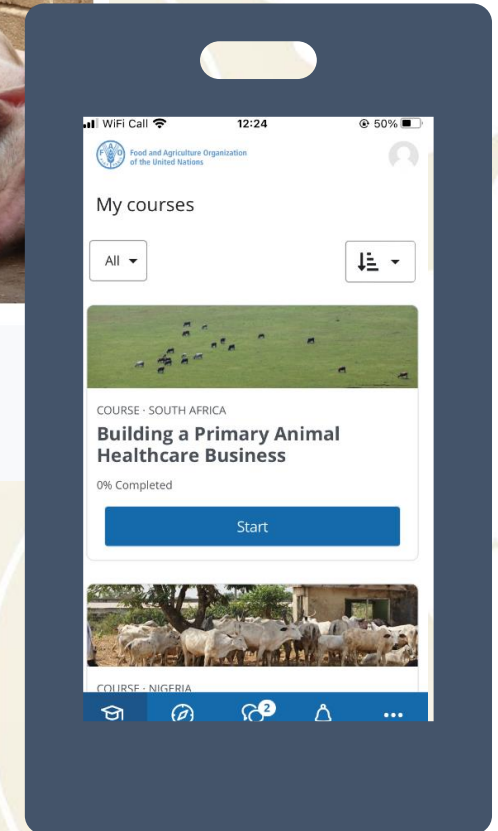 WiFi Call 12:24 50%
FAO Food and Agriculture Organization
of the United Nations
My courses
All
COURSE · SOUTH AFRICA
Building a Primary Animal
Healthcare Business
0% Completed
Start
COURSE · NIGERIA
2